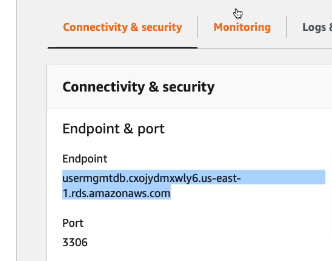 Connectivity & security
Monitoring
Logs &
Connectivity & security
Endpoint & port
Endpoint
usermgmtdb.cxojydmxwly6.us-east-
1.rds.amazonaws.com
Port
3306